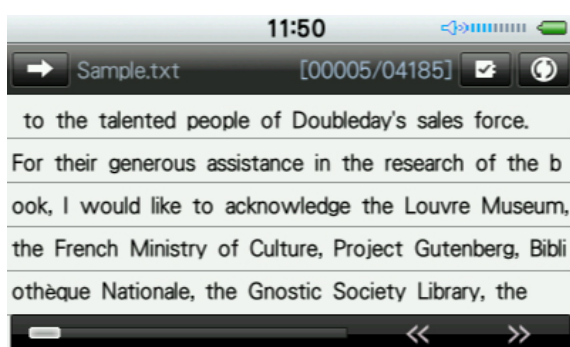 11:50
Sample.txt [00005/04185]
to the talented people of Doubleday's sales force.
For their generous assistance in the research of the b
ook, I would like to acknowledge the Louvre Museum,
the French Ministry of Culture, Project Gutenberg, Bibli
othèque Nationale, the Gnostic Society Library, the